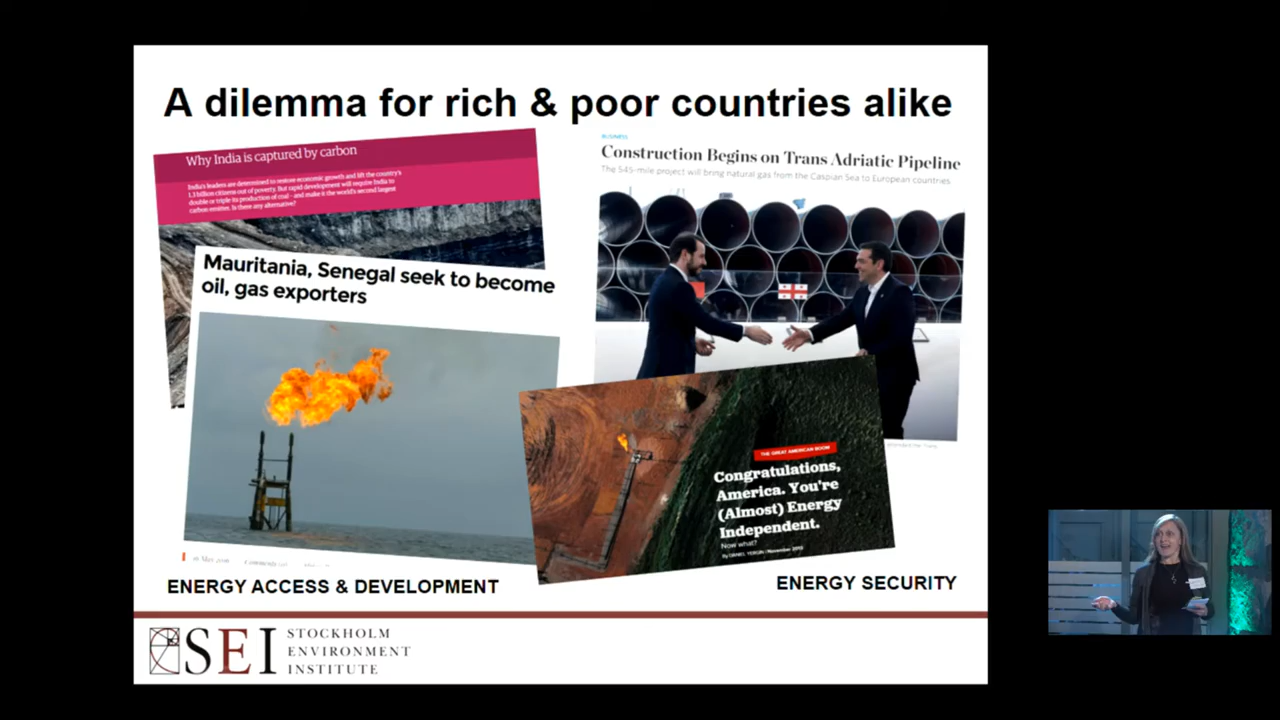 A dilemma for rich & poor countries alike
Why India is captured by carbon
India's leaders are determined to restore economic growth and lift the country's
1.3 billion citizens out of poverty. But rapid development will require India to
double or triple its production of coal - and make it the world's second largest
carbon emitter. Is there any alternative?
Mauritania, Senegal seek to become
oil, gas exporters
ENERGY ACCESS & DEVELOPMENT
BUSINESS
Construction Begins on Trans Adriatic Pipeline
The 545-mile project will bring natural gas from the Caspian Sea to European countries
THE GREAT AMERICAN BOOM
Congratulations,
America. You're
(Almost) Energy
Independent.
Now what?
By DANIEL YERGIN | November 2013
ENERGY SECURITY
SEI
STOCKHOLM
ENVIRONMENT
INSTITUTE